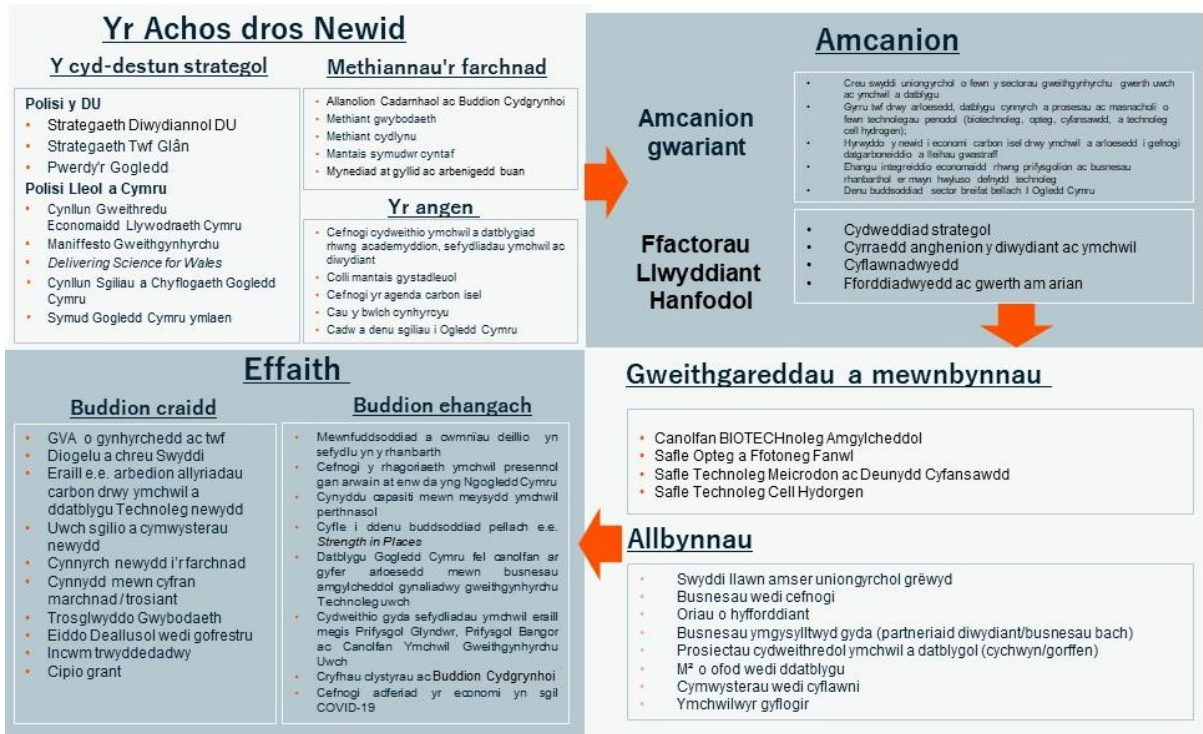 Yr Achos dros Newid
Y cyd-destun strategol
Polisi y DU
• Strategaeth Diwydiannol DU
• Strategaeth Twf Glân
• Pwerdy'r Gogledd
Polisi Lleol a Cymru
• Cynllun Gweithredu
Economaidd Llywodraeth Cymru
• Maniffesto Gweithgynhyrchu
• Delivering Science for Wales
• Cynllun Sgiliau a Chyflogaeth Gogledd
Cymru
• Symud Gogledd Cymru ymlaen
Methiannau'r farchnad
• Allanolion Cadarnhaol ac Buddion Cydgrynhoi
• Methiant gwybodaeth
• Methiant cydlynu
• Mantais symudwr cyntaf
• Mynediad at gyllid ac arbenigedd buan
Yr angen
• Cefnogi cydweithio ymchwil a datblygiad
rhwng academyddion, sefydliadau ymchwil ac
diwydiant
• Colli mantais gystadleuol
• Cefnogi yr agenda carbon isel
• Cau y bwlch cynhyrcyu
• Cadw a denu sgiliau i Ogledd Cymru
Amcanion
Amcanion
gwariant
• Creu swyddi uniongyrchol o fewn y sectorau gweithgynhyrchu gwerth uwch
ac ymchwil a datblygu
• Gyrru twf drwy arloesedd, datblygu cynnyrch a prosesau ac masnacholi o
fewn technolegau penodol (biotechnoleg, opteg, cyfansawdd, a technoleg
cell hydrogen);
• Hyrwyddo y newid i economi carbon isel drwy ymchwil a arloesedd i gefnogi
datgarboneiddio a lleihau gwastraff
• Ehangu integreiddio economaidd rhwng prifysgolion ac busnesau
rhanbarthol er mwyn hwyluso defnydd technoleg
• Denu buddsoddiad sector breifat bellach I Ogledd Cymru
Ffactorau
Llwyddiant
Hanfodol
• Cydweddiad strategol
• Cyrraedd anghenion y diwydiant ac ymchwil
• Cyflawnadwyedd
• Fforddiadwyedd ac gwerth am arian
Gweithgareddau a mewnbynnau
• Canolfan BIOTECHnoleg Amgylcheddol
• Safle Opteg a Ffotoneg Fanwl
• Safle Technoleg Meicrodon ac Deunydd Cyfansawdd
• Safle Technoleg Cell Hydorgen
Allbynnau
• Swyddi llawn amser uniongyrchol grëwyd
• Busnesau wedi cefnogi
• Oriau o hyfforddiant
• Busnesau ymgysylltwyd gyda (partneriaid diwydiant/busnesau bach)
• Prosiectau cydweithredol ymchwil a datblygol (cychwyn/gorffen)
• M² o ofod wedi ddatblygu
• Cymwysterau wedi cyflawni
• Ymchwilwyr gyflogir
Effaith
Buddion craidd
• GVA o gynhyrchedd ac twf
• Diogelu a chreu Swyddi
• Eraill e.e. arbedion allyriadau
carbon drwy ymchwil a
ddatblygu Technoleg newydd
• Uwch sgilio a cymwysterau
newydd
• Cynnyrch newydd i'r farchnad
• Cynnydd mewn cyfran
marchnad / trosiant
• Trosglwyddo Gwybodaeth
• Eiddo Deallusol wedi gofrestru
• Incwm trwyddedadwy
• Cipio grant
Buddion ehangach
• Mewnfuddsoddiad a cwmnïau deillio yn
sefydlu yn y rhanbarth
• Cefnogi y rhagoriaeth ymchwil presennol
gan arwain at enw da yng Ngogledd Cymru
• Cynyddu capasiti mewn meysydd ymchwil
perthnasol
• Cyfle i ddenu buddsoddiad pellach e.e.
Strength in Places
• Datblygu Gogledd Cymru fel canolfan ar
gyfer arloesedd mewn busnesau
amgylcheddol gynaliadwy gweithgynhyrchu
Technoleg uwch
• Cydweithio gyda sefydliadau ymchwil eraill
megis Prifysgol Glyndwr, Prifysgol Bangor
ac Canolfan Ymchwil Gweithgynhyrchu
Uwch
• Cryfhau clystyrau ac Buddion Cydgrynhoi
• Cefnogi adferiad yr economi yn sgil
COVID-19